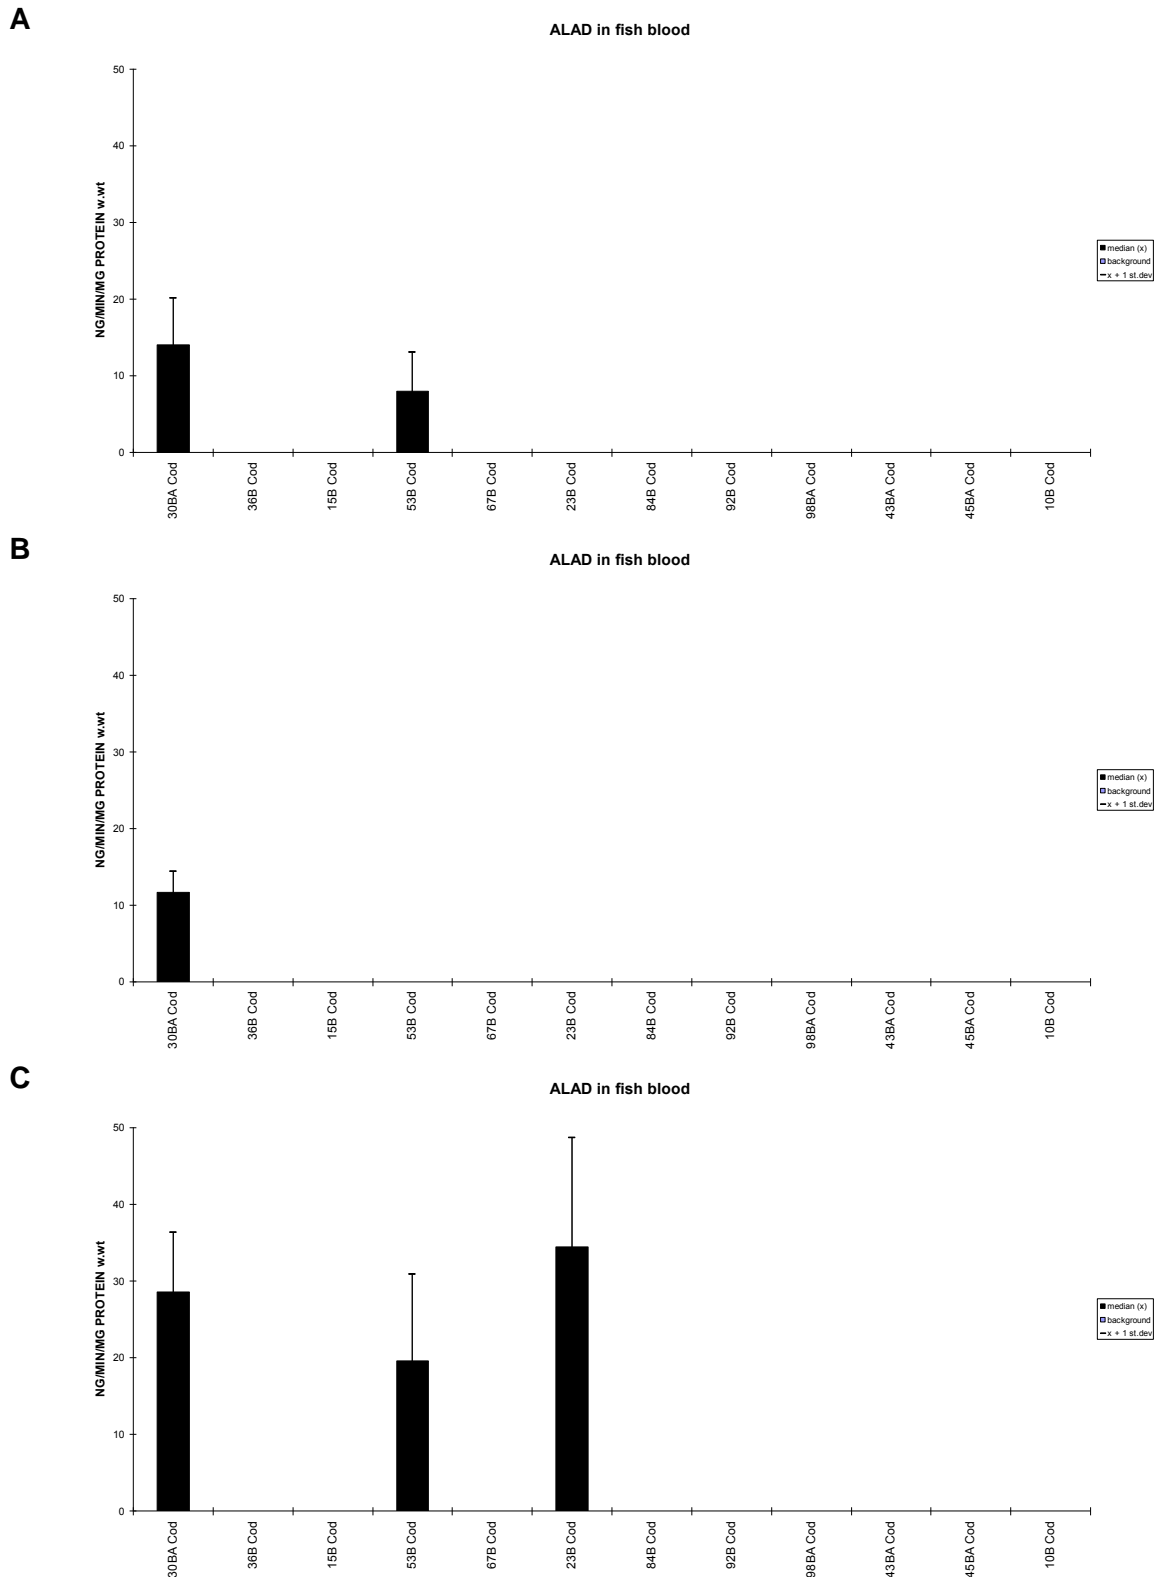 A
ALAD in fish blood
NG/MIN/MG PROTEIN w.wt
50
40
30
20
10
0
30BA Cod
36B Cod
15B Cod
53B Cod
67B Cod
23B Cod
84B Cod
92B Cod
98BA Cod
43BA Cod
45BA Cod
10B Cod
median (x)
background
x + 1 st.dev
B
ALAD in fish blood
NG/MIN/MG PROTEIN w.wt
50
40
30
20
10
0
30BA Cod
36B Cod
15B Cod
53B Cod
67B Cod
23B Cod
84B Cod
92B Cod
98BA Cod
43BA Cod
45BA Cod
10B Cod
median (x)
background
x + 1 st.dev
C
ALAD in fish blood
NG/MIN/MG PROTEIN w.wt
50
40
30
20
10
0
30BA Cod
36B Cod
15B Cod
53B Cod
67B Cod
23B Cod
84B Cod
92B Cod
98BA Cod
43BA Cod
45BA Cod
10B Cod
median (x)
background
x + 1 st.dev